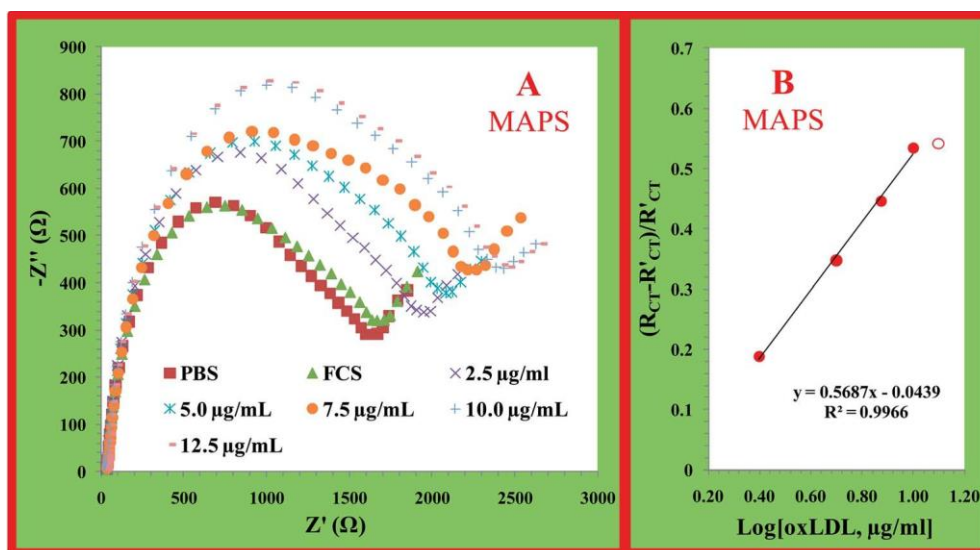 A
MAPS
-Z'' (Ω)
900
800
700
600
500
400
300
200
100
0
PBS
FCS
2.5 µg/ml
5.0 µg/mL
7.5 µg/mL
10.0 µg/mL
12.5 µg/mL
0
500
1000
1500
2000
2500
3000
Z' (Ω)
B
MAPS
(R_CT-R'_CT)/R'_CT
0.7
0.6
0.5
0.4
0.3
0.2
0.1
0
y = 0.5687x - 0.0439
R² = 0.9966
0.20
0.40
0.60
0.80
1.00
1.20
Log[oxLDL, µg/ml]